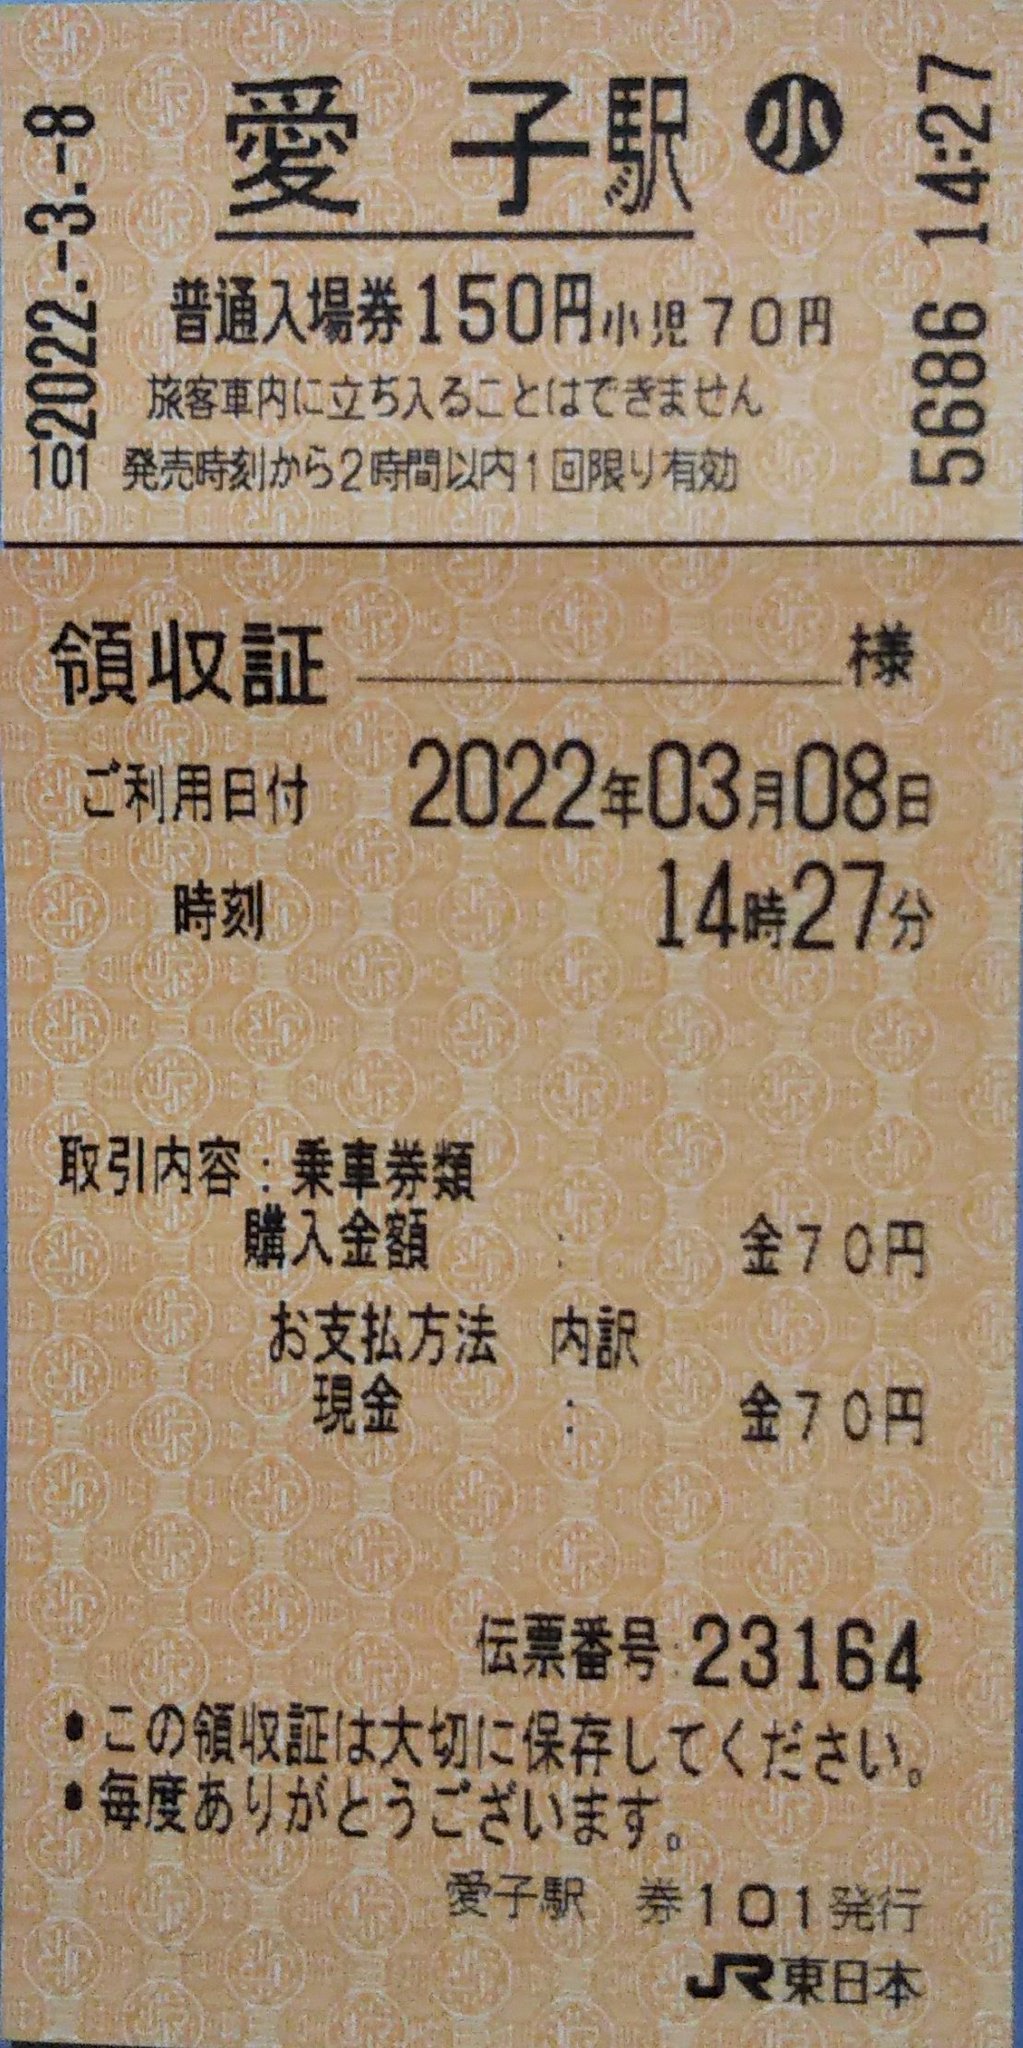 愛子駅 小
2022.-3.-8
5686 14:27
普通入場券150円 小児70円
旅客車内に立ち入ることはできません
101 発売時刻から2時間以内1回限り有効
領収証 様
ご利用日付 2022年03月08日
時刻 14時27分
取引内容:乗車券類
購入金額 : 金70円
お支払方法 内訳
現金 : 金70円
伝票番号:23164
•この領収証は大切に保存してください。
•毎度ありがとうございます。
愛子駅 券101発行
JR東日本